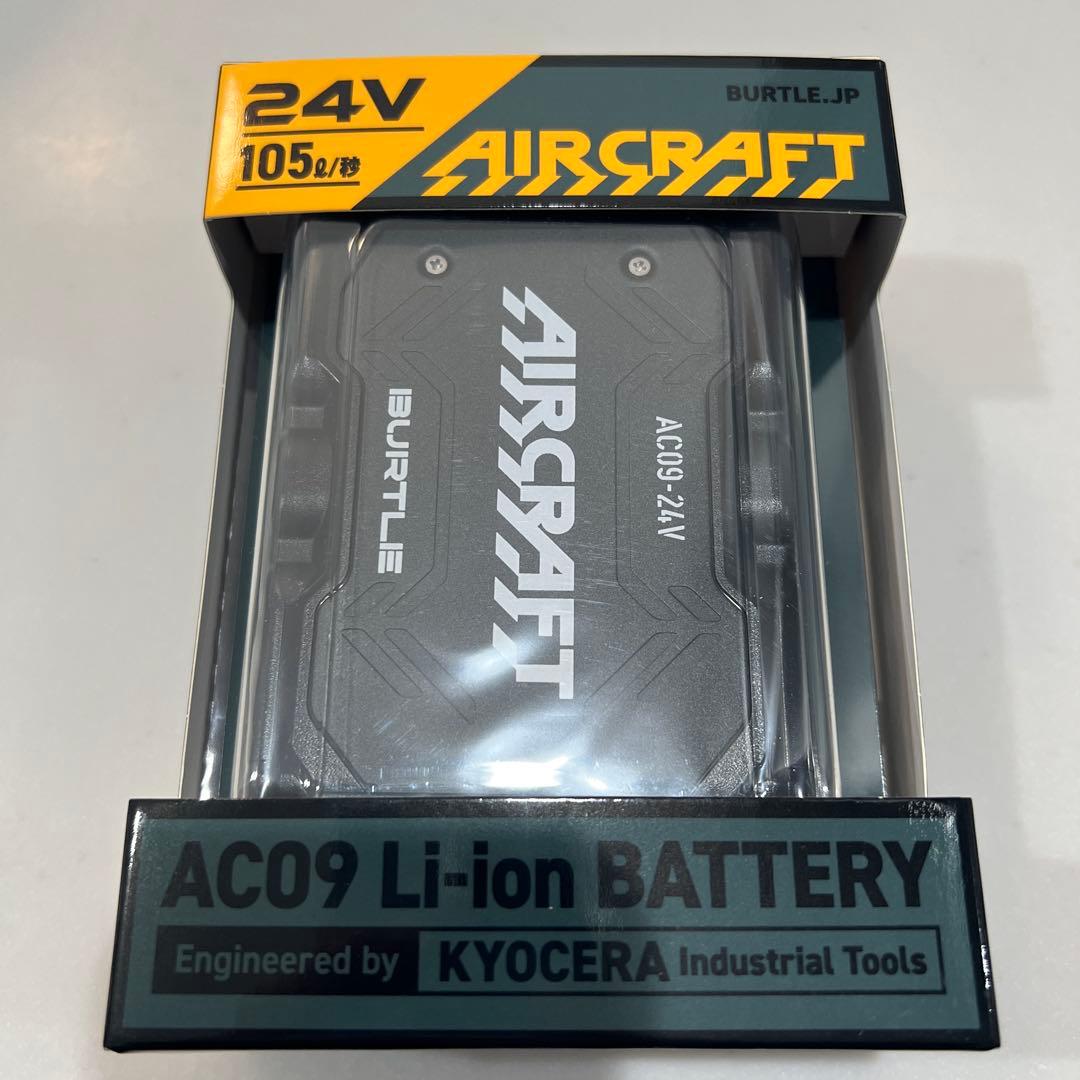 24V
105ℓ/秒
BURTLE.JP
AIRCRAFT
AC09-24V
AIRCRAFT
BURTLE
AC09 Li-ion BATTERY
Engineered by KYOCERA Industrial Tools